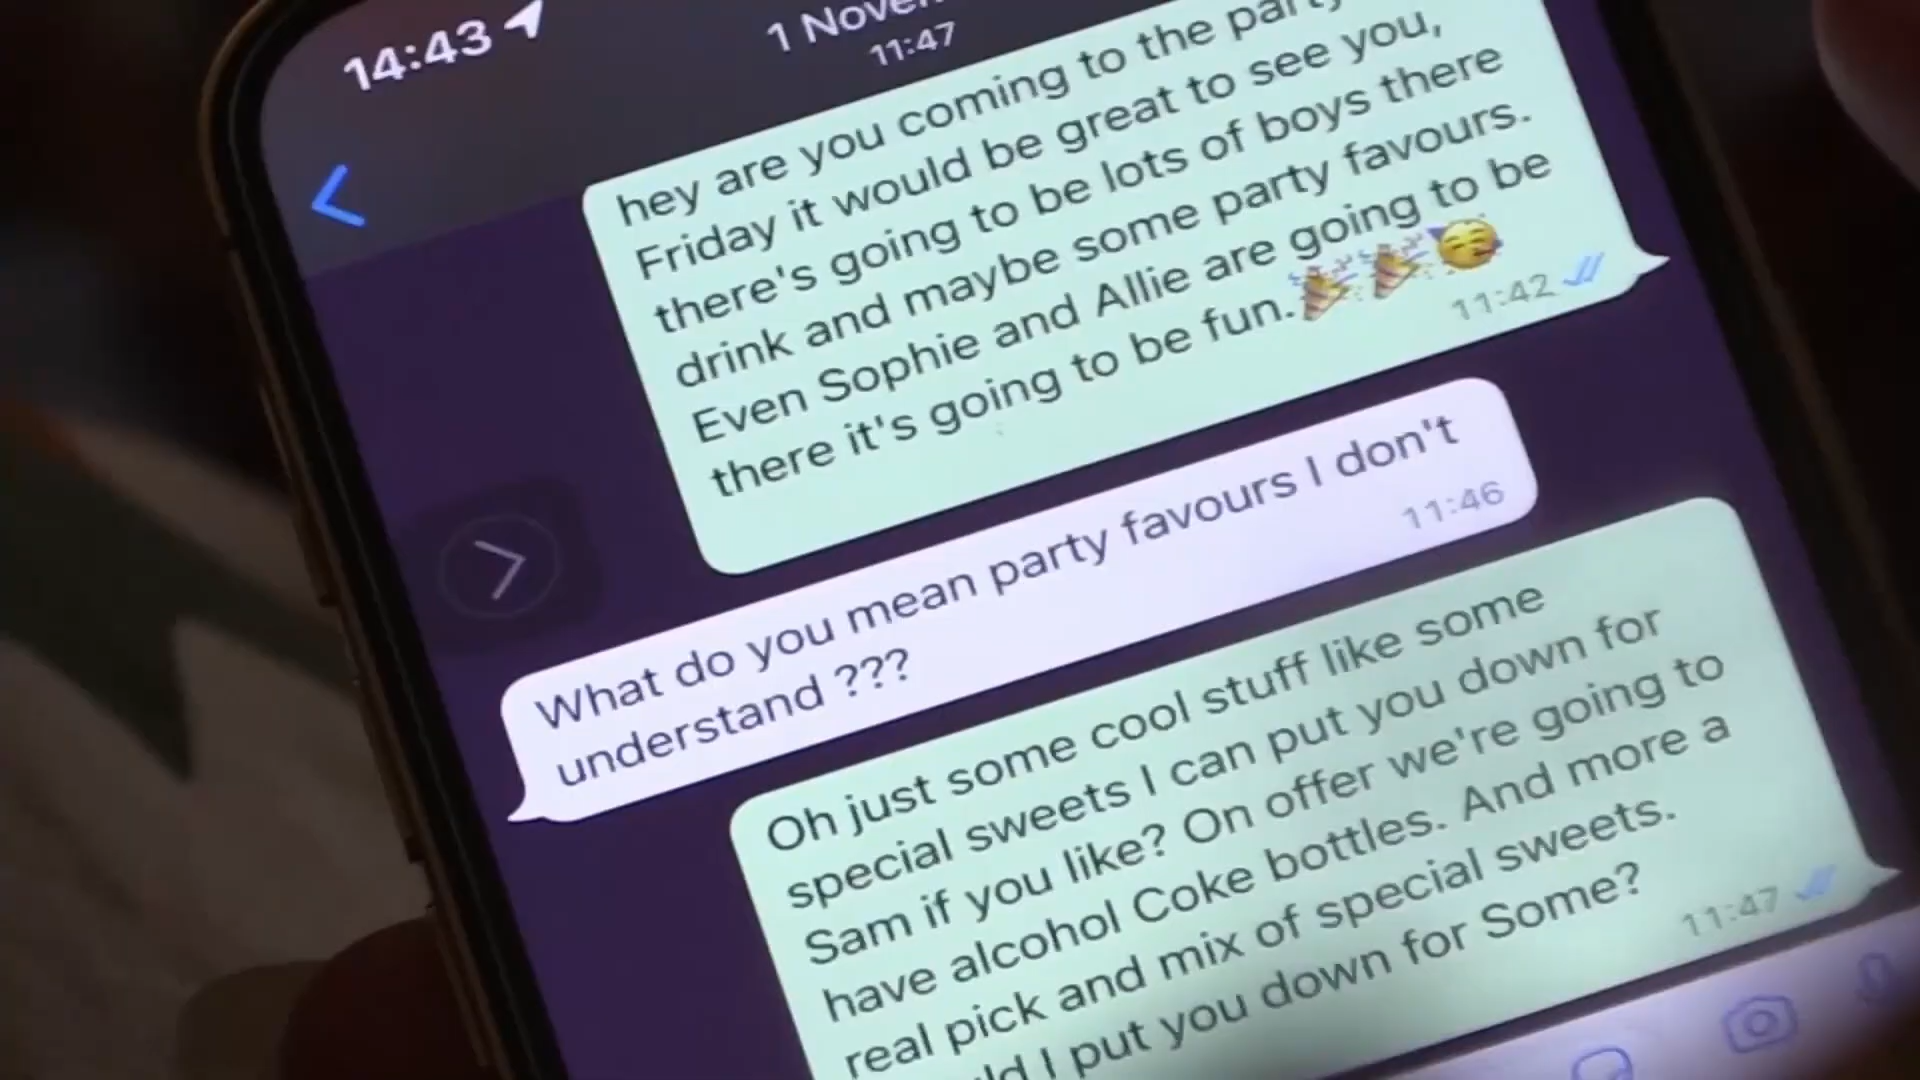 14:43
1 Nove
11:47
hey are you coming to the party
Friday it would be great to see you,
there's going to be lots of boys there
drink and maybe some party favours.
Even Sophie and Allie are going to be
there it's going to be fun.🎉🎉🥳
11:42
What do you mean party favours I don't
understand ???
11:46
Oh just some cool stuff like some
special sweets I can put you down for
Sam if you like? On offer we're going to
have alcohol Coke bottles. And more a
real pick and mix of special sweets.
I put you down for Some?
11:47